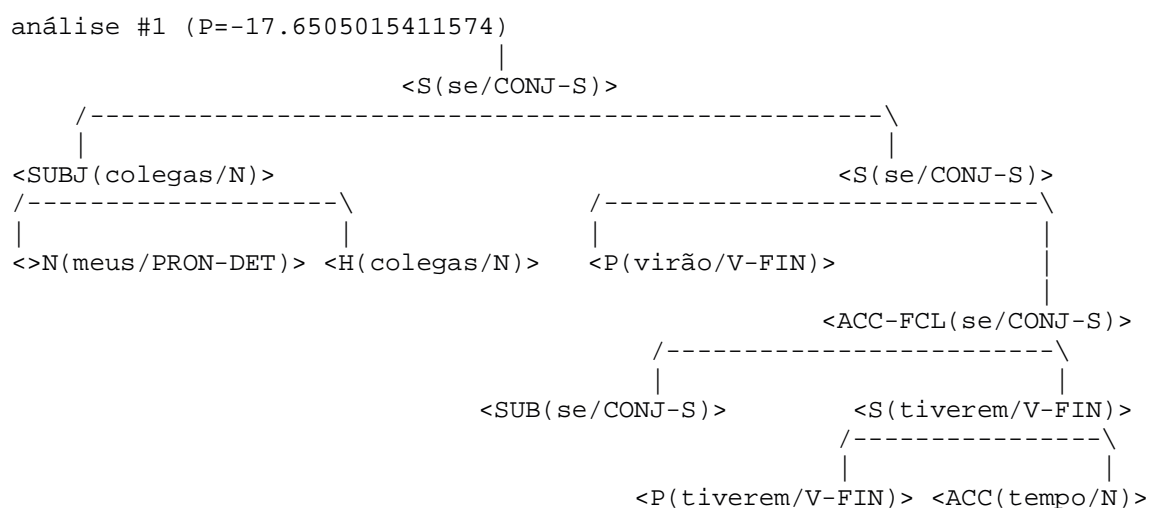 análise #1 (P=-17.6505015411574)
<S(se/CONJ-S)>
<SUBJ(colegas/N)> <S(se/CONJ-S)>
<>N(meus/PRON-DET)> <H(colegas/N)> <P(virão/V-FIN)>
<ACC-FCL(se/CONJ-S)>
<SUB(se/CONJ-S)> <S(tiverem/V-FIN)>
<P(tiverem/V-FIN)> <ACC(tempo/N)>